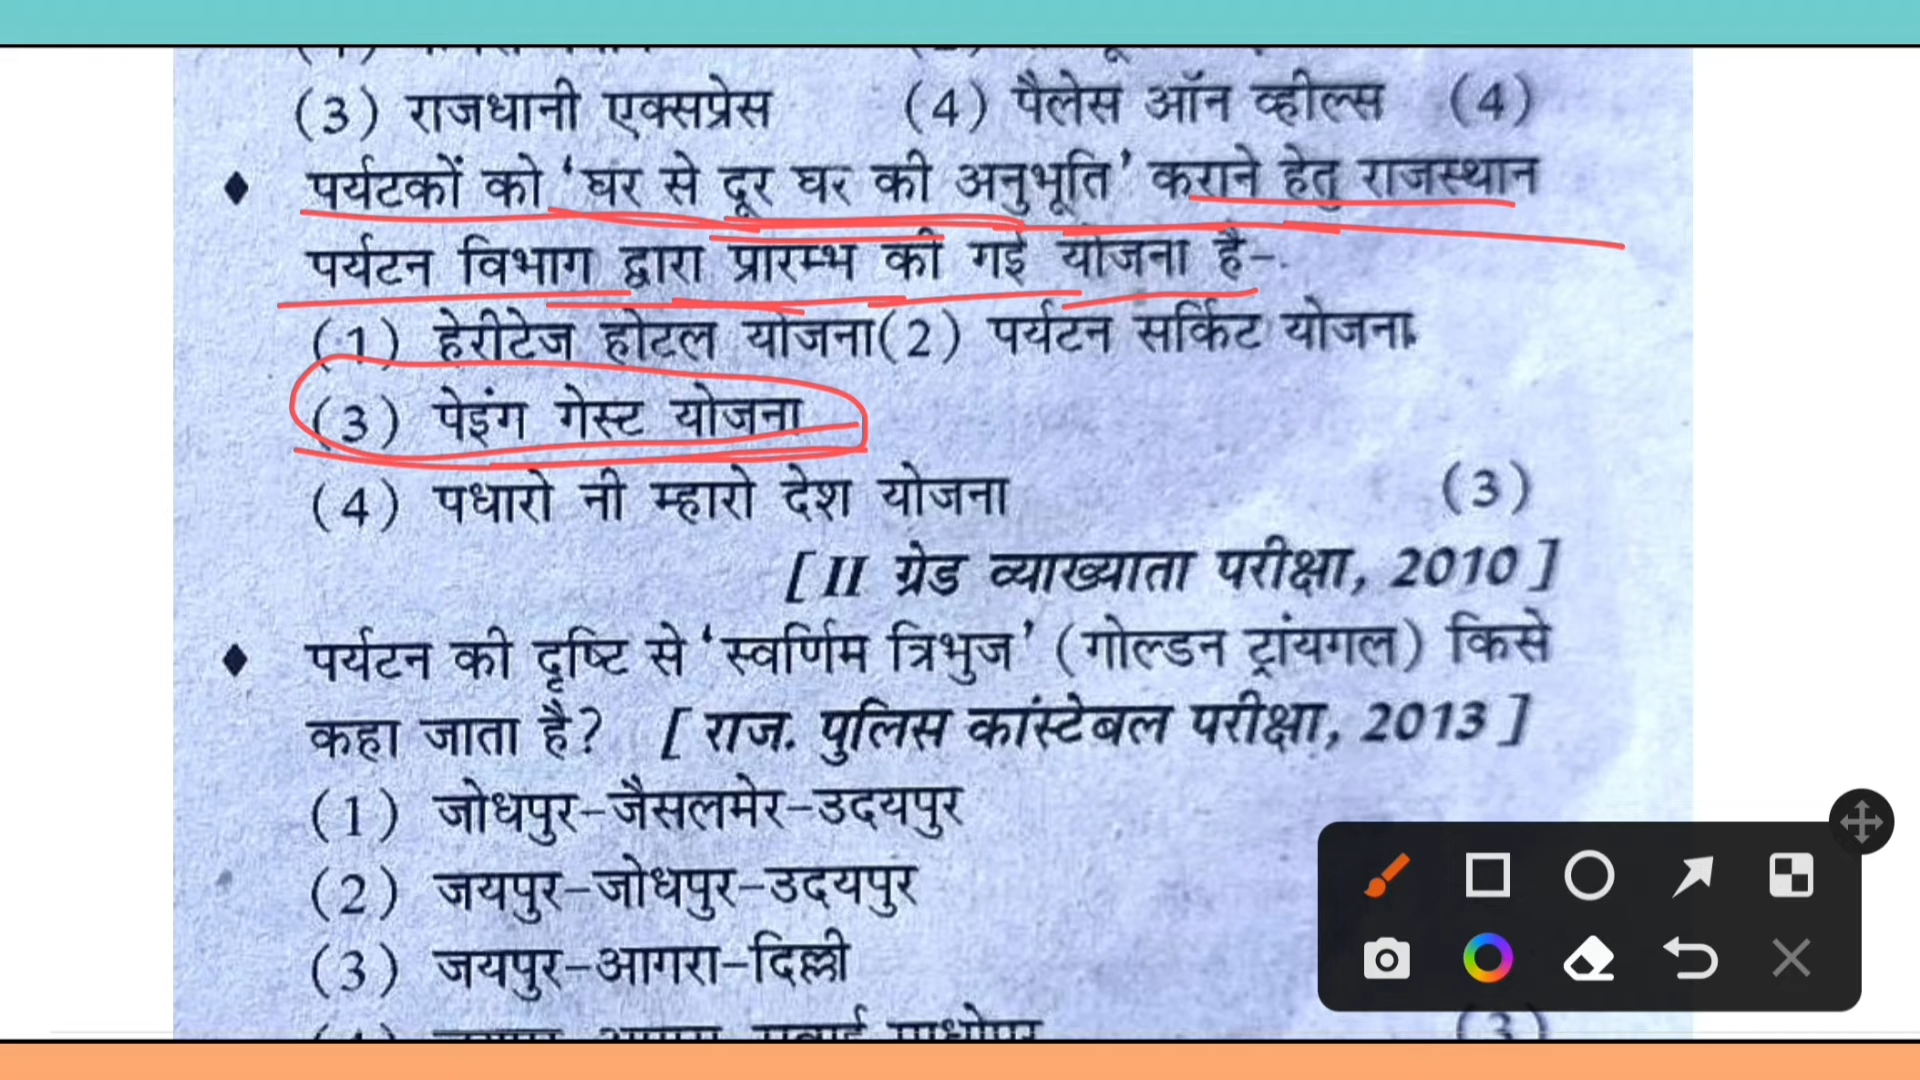 (3) राजधानी एक्सप्रेस (4) पैलेस ऑन व्हील्स (4)
♦ पर्यटकों को ‘घर से दूर घर की अनुभूति’ कराने हेतु राजस्थान
पर्यटन विभाग द्वारा प्रारम्भ की गई योजना है–
(1) हेरीटेज होटल योजना(2) पर्यटन सर्किट योजना
(3) पेइंग गेस्ट योजना
(4) पधारो नी म्हारो देश योजना (3)
[ II ग्रेड व्याख्याता परीक्षा, 2010 ]
♦ पर्यटन की दृष्टि से ‘स्वर्णिम त्रिभुज’ (गोल्डन ट्रांयगल) किसे
कहा जाता है? [ राज. पुलिस कांस्टेबल परीक्षा, 2013 ]
(1) जोधपुर–जैसलमेर–उदयपुर
(2) जयपुर–जोधपुर–उदयपुर
(3) जयपुर–आगरा–दिल्ली
(3)